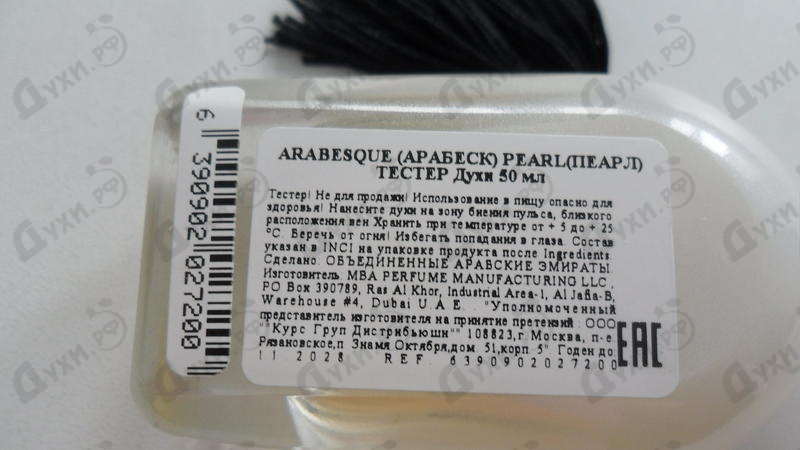 ARABESQUE (АРАБЕСК) PEARL(ПЕАРЛ)
ТЕСТЕР Духи 50 мл
Тестер! Не для продажи! Использование в пищу опасно для
здоровья! Нанесите духи на зону биения пульса, близкого
расположения вен Хранить при температуре от + 5 до + 25
°С. Беречь от огня! Избегать попадания в глаза. Состав
указан в INCI на упаковке продукта после Ingredients.
Сделано: ОБЪЕДИНЕННЫЕ АРАБСКИЕ ЭМИРАТЫ.
Изготовитель: MBA PERFUME MANUFACTURING LLC ,
PO Box 390789, Ras Al Khor, Industrial Area-1, Al Jafla-B,
Warehouse #4, Dubai U.A.E. . "Уполномоченный
представитель изготовителя на принятие претензий : ООО
""Курс Груп Дистрибьюшн"" 108823,г. Москва, п-е.
Рязановское,п. Знамя Октября,дом. 51,корп. 5". Годен до:
11 2028 REF. 6390902027200
EAC
6 390902 027200
Духи.РФ